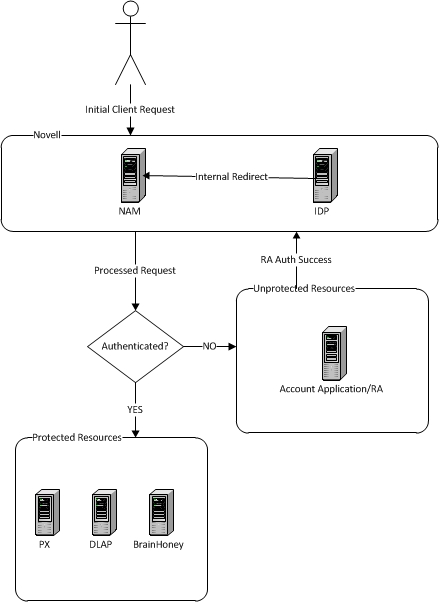 Initial Client Request
Novell
Internal Redirect
NAM
IDP
Processed Request
RA Auth Success
Unprotected Resources
Authenticated?
NO
Account Application/RA
YES
Protected Resources
PX
DLAP
BrainHoney